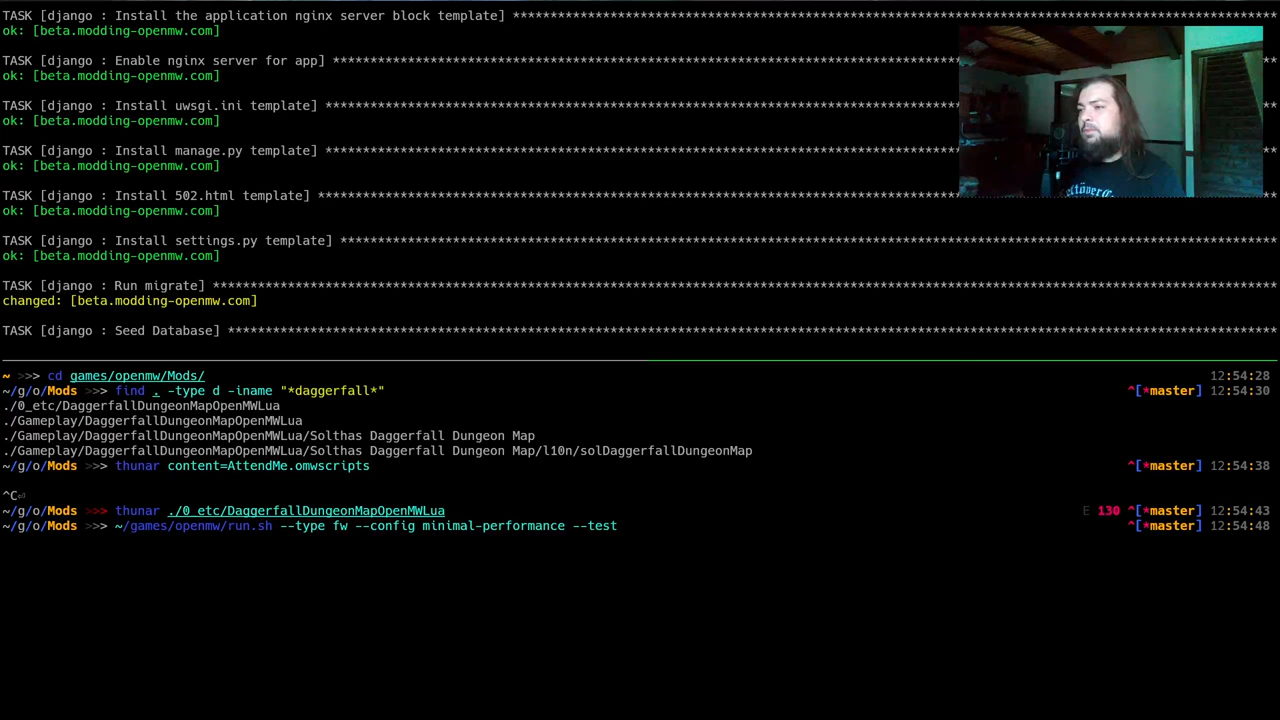 TASK [django : Install the application nginx server block template] ******************************************************************************************************
ok: [beta.modding-openmw.com]
TASK [django : Enable nginx server for app] ***********************************************************************************
ok: [beta.modding-openmw.com]
TASK [django : Install uwsgi.ini template] ************************************************************************************
ok: [beta.modding-openmw.com]
TASK [django : Install manage.py template] ************************************************************************************
ok: [beta.modding-openmw.com]
TASK [django : Install 502.html template] *************************************************************************************
ok: [beta.modding-openmw.com]
TASK [django : Install settings.py template] *****************************************************************************************************************************
ok: [beta.modding-openmw.com]
TASK [django : Run migrate] **********************************************************************************************************************************************
changed: [beta.modding-openmw.com]
TASK [django : Seed Database] ********************************************************************************************************************************************
~ >>> cd games/openmw/Mods/ 12:54:28
~/g/o/Mods >>> find . -type d -iname "*daggerfall*" ^[*master] 12:54:30
./0_etc/DaggerfallDungeonMapOpenMWLua
./Gameplay/DaggerfallDungeonMapOpenMWLua
./Gameplay/DaggerfallDungeonMapOpenMWLua/Solthas Daggerfall Dungeon Map
./Gameplay/DaggerfallDungeonMapOpenMWLua/Solthas Daggerfall Dungeon Map/l10n/solDaggerfallDungeonMap
~/g/o/Mods >>> thunar content=AttendMe.omwscripts ^[*master] 12:54:38
^C⏎
~/g/o/Mods >>> thunar ./0_etc/DaggerfallDungeonMapOpenMWLua E 130 ^[*master] 12:54:43
~/g/o/Mods >>> ~/games/openmw/run.sh --type fw --config minimal-performance --test ^[*master] 12:54:48